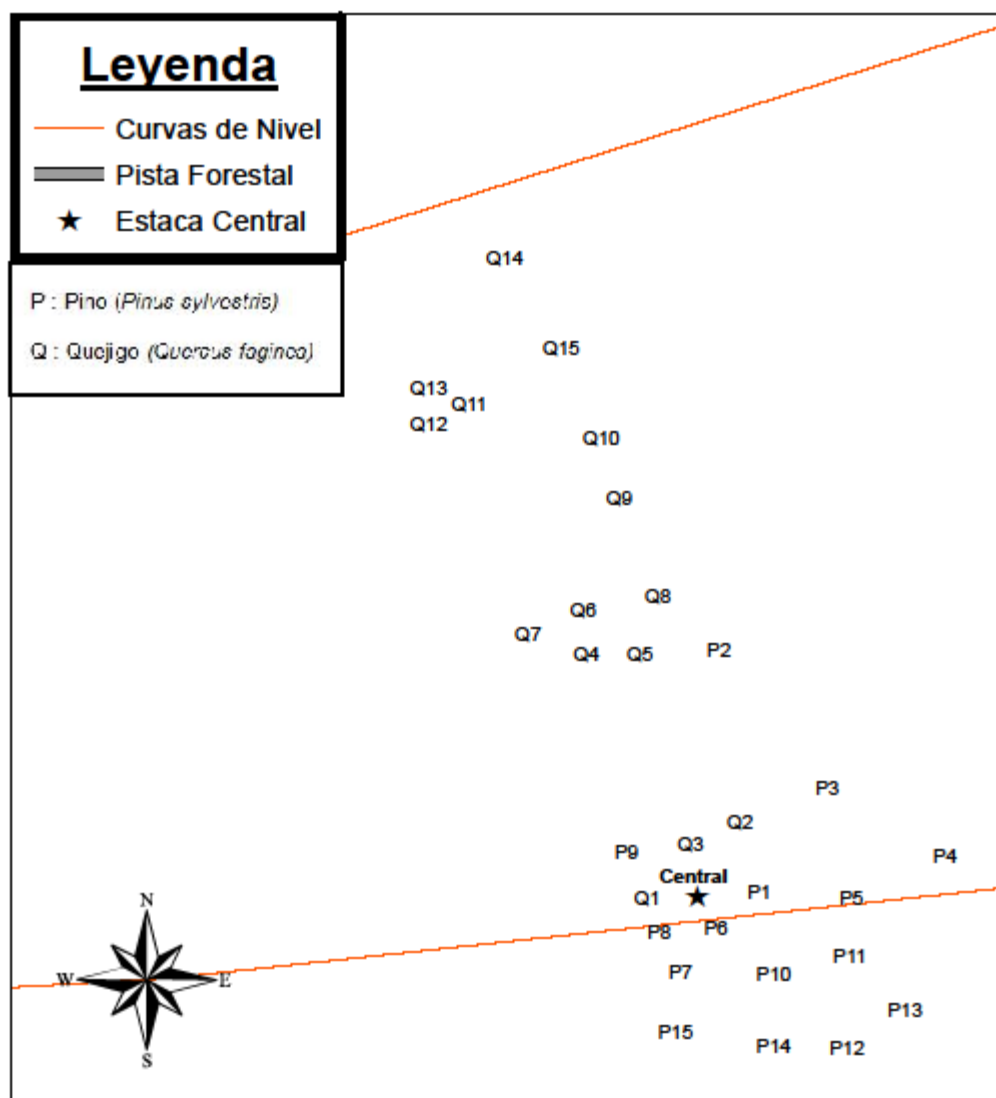 Leyenda
Curvas de Nivel
Pista Forestal
Estaca Central
P : Pino (Pinus sylvestris)
Q : Quejigo (Quercus faginea)
Q14
Q15
Q13
Q11
Q12
Q10
Q9
Q8
Q6
Q7
Q4
Q5
P2
P3
Q2
Q3
P9
P4
Central
Q1
P1
P5
P8
P6
P7
P10
P11
P13
P15
P14
P12
N
W
E
S